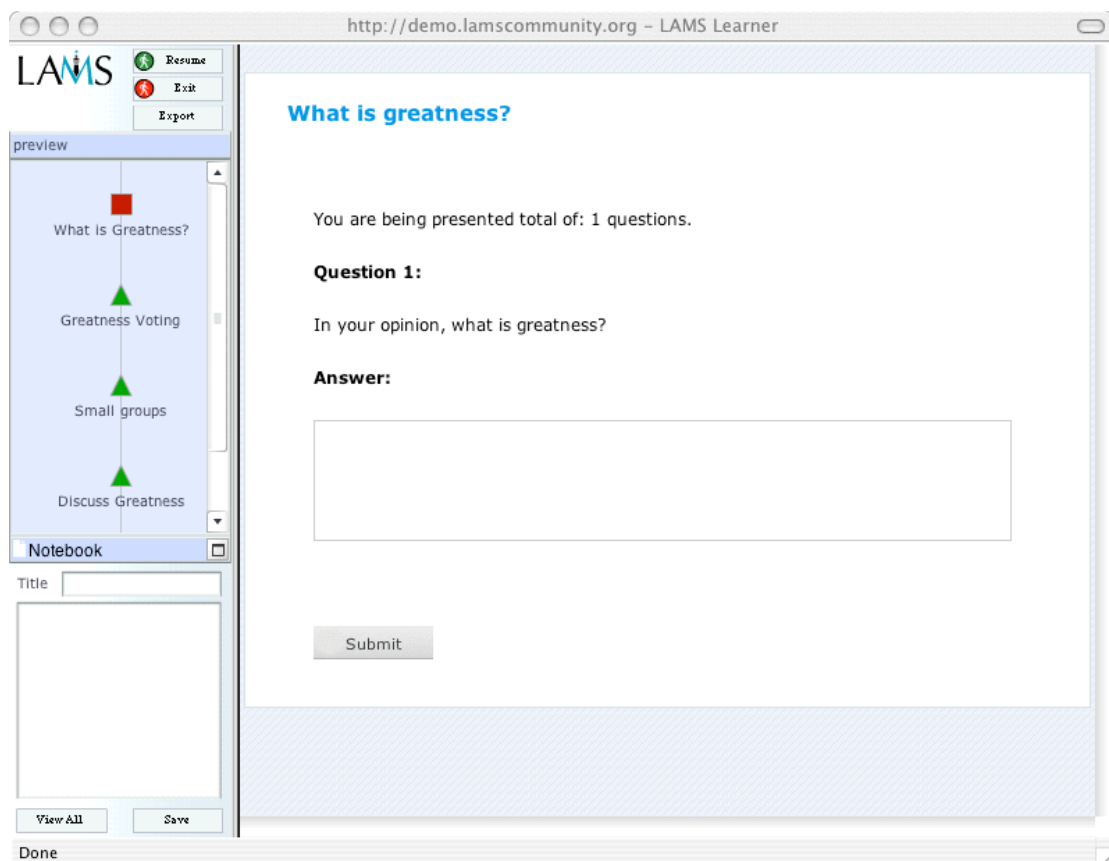 http://demo.lamscommunity.org – LAMS Learner
LAMS
Resume
Exit
Export
preview
What is Greatness?
Greatness Voting
Small groups
Discuss Greatness
Notebook
Title
View All
Save
What is greatness?
You are being presented total of: 1 questions.
Question 1:
In your opinion, what is greatness?
Answer:
Submit
Done